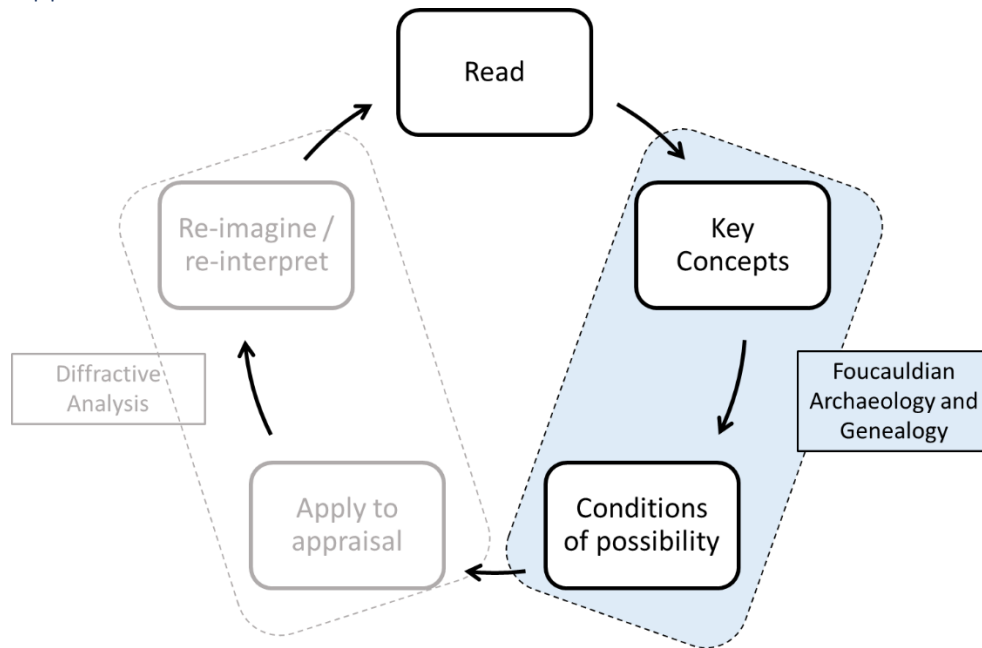 Read
Key
Concepts
Foucauldian
Archaeology and
Genealogy
Conditions
of possibility
Apply to
appraisal
Diffractive
Analysis
Re-imagine /
re-interpret